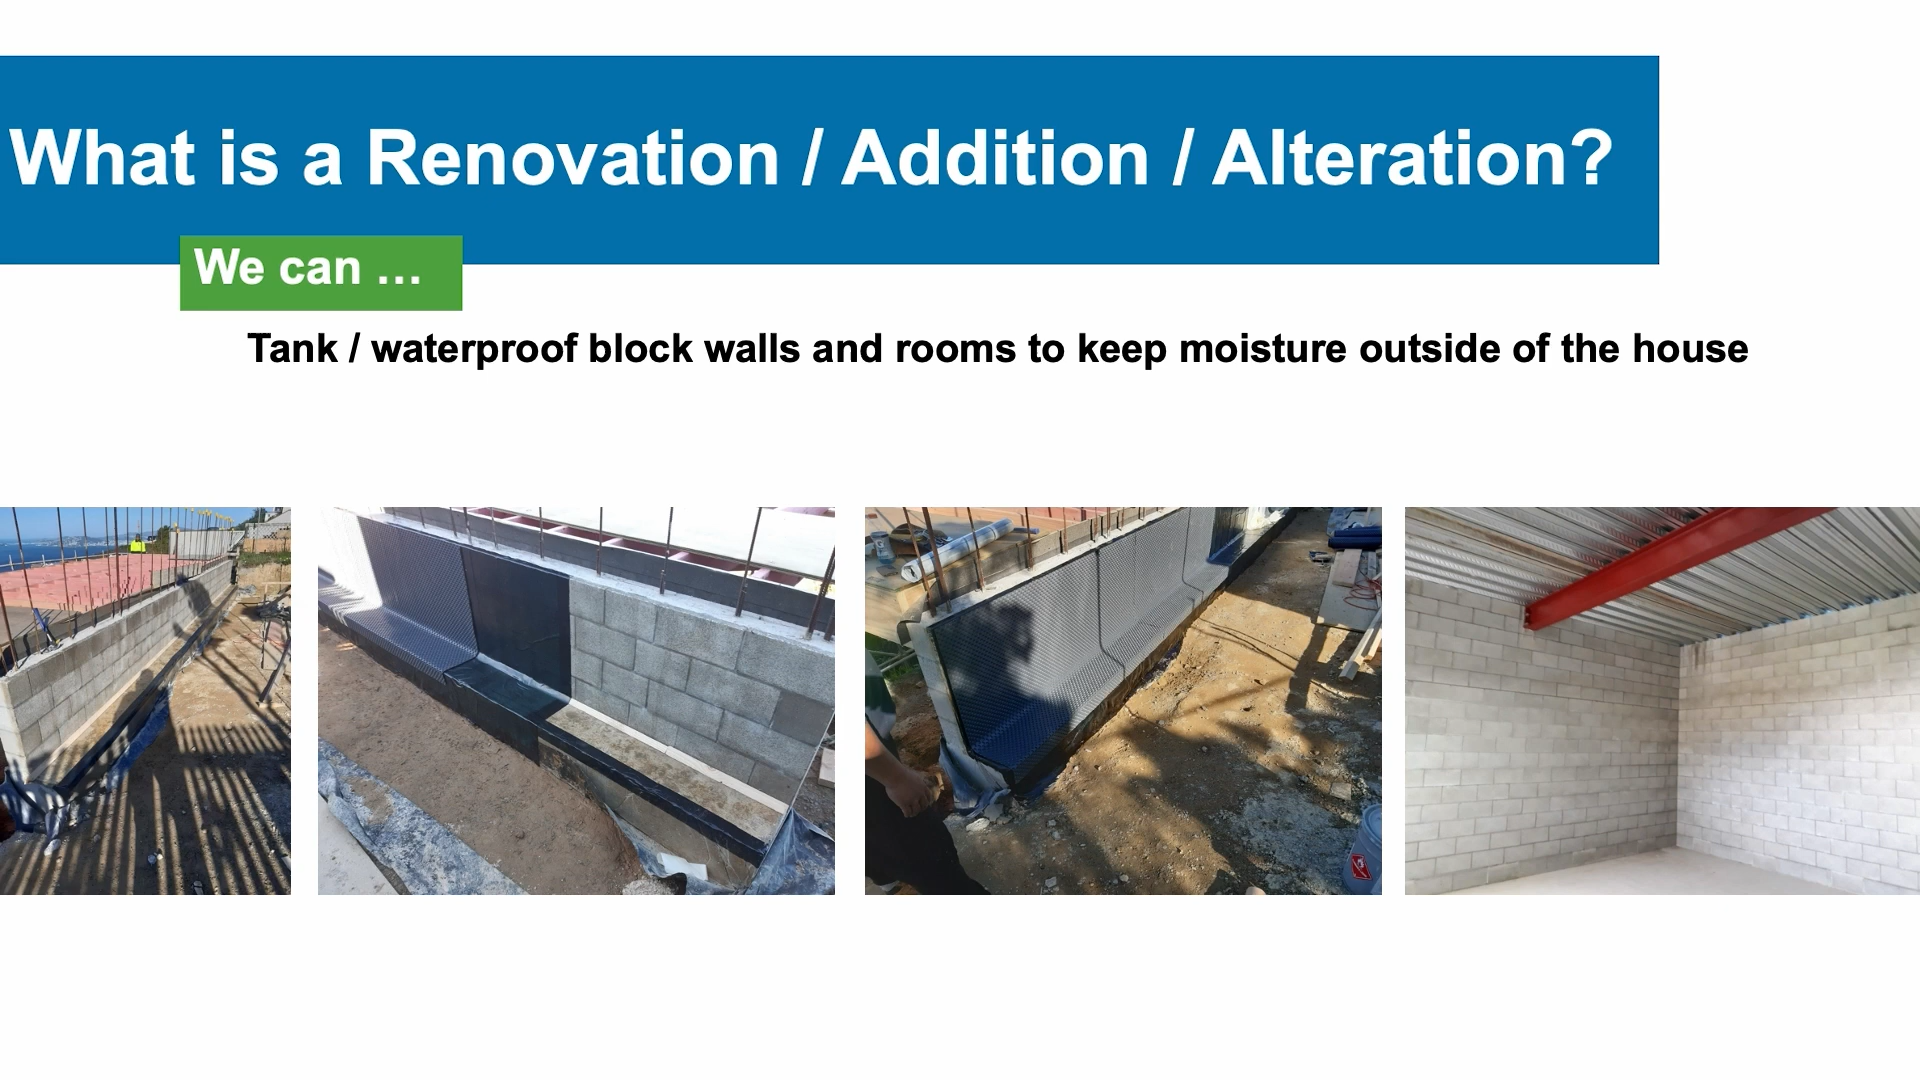 What is a Renovation / Addition / Alteration?
We can …
Tank / waterproof block walls and rooms to keep moisture outside of the house